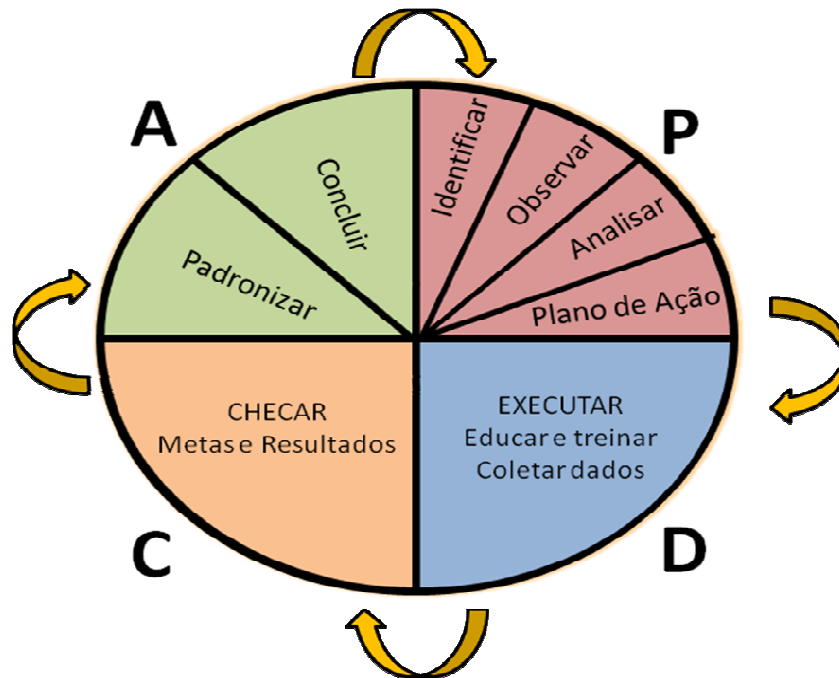 A
P
Identificar
Observar
Analisar
Plano de Ação
Concluir
Padronizar
CHECAR
Metas e Resultados
EXECUTAR
Educar e treinar
Coletar dados
C
D